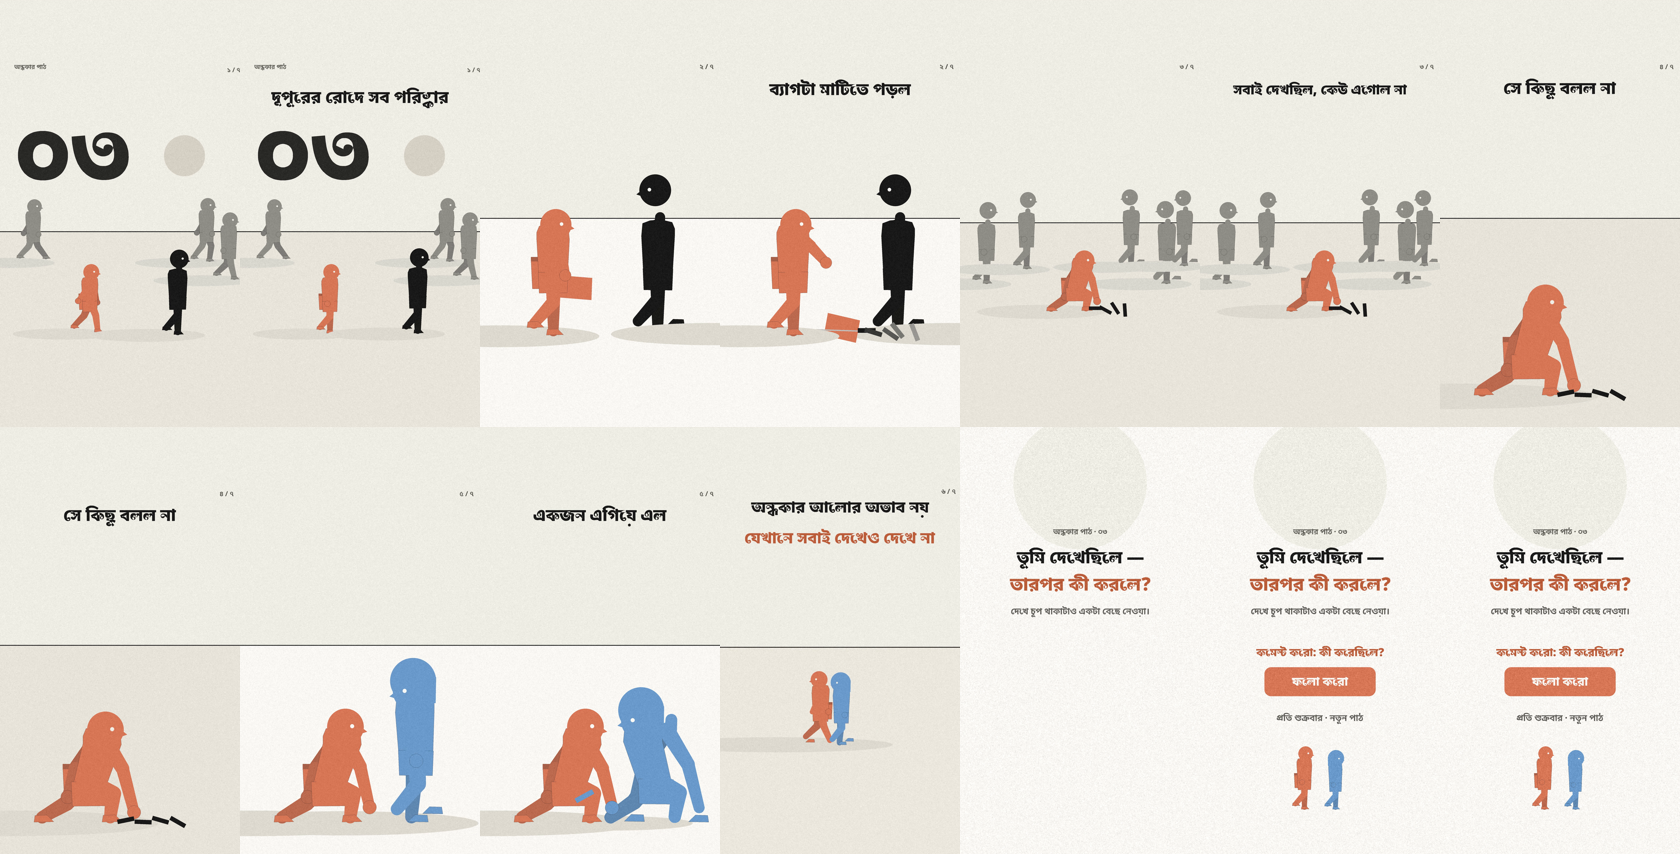 অন্ধকার পাঠ
১ / ৭
০৩
অন্ধকার পাঠ
১ / ৭
দুপুরের রোদে সব পরিষ্কার
০৩
২ / ৭
২ / ৭
ব্যাগটা মাটিতে পড়ল
৩ / ৭
৩ / ৭
সবাই দেখছিল, কেউ এগোল না
৪ / ৭
সে কিছু বলল না
৪ / ৭
সে কিছু বলল না
৫ / ৭
৫ / ৭
একজন এগিয়ে এল
৬ / ৭
অন্ধকার আলোর অভাব নয়
যেখানে সবাই দেখেও দেখে না
অন্ধকার পাঠ · ০৩
তুমি দেখেছিলে —
তারপর কী করলে?
দেখে চুপ থাকাটাও একটা বেছে নেওয়া।
অন্ধকার পাঠ · ০৩
তুমি দেখেছিলে —
তারপর কী করলে?
দেখে চুপ থাকাটাও একটা বেছে নেওয়া।
কমেন্ট করো: কী করেছিলে?
ফলো করো
প্রতি শুক্রবার · নতুন পাঠ
অন্ধকার পাঠ · ০৩
তুমি দেখেছিলে —
তারপর কী করলে?
দেখে চুপ থাকাটাও একটা বেছে নেওয়া।
কমেন্ট করো: কী করেছিলে?
ফলো করো
প্রতি শুক্রবার · নতুন পাঠ